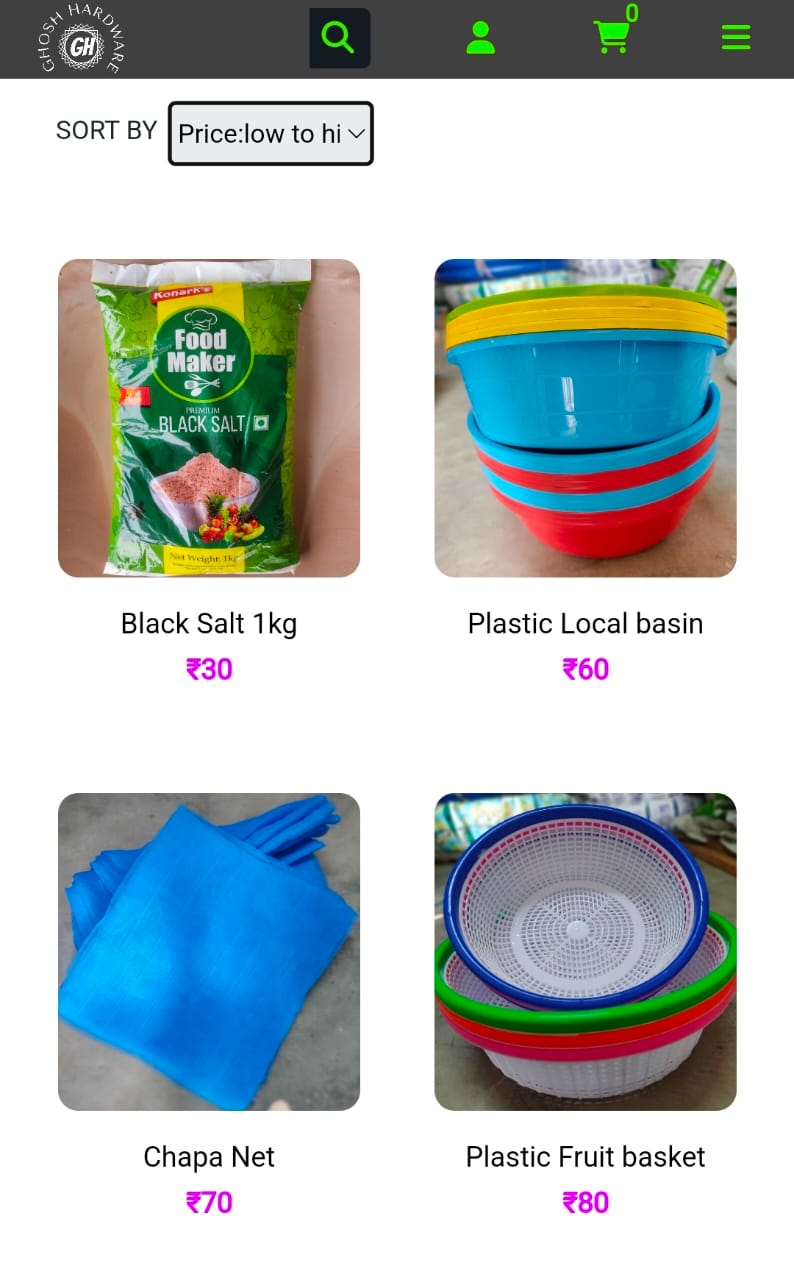 GHOSH HARDWARE
GH
0
SORT BY
Price:low to hi
Konark's
Food
Maker
PREMIUM
BLACK SALT
Net Weight: 1kg
Black Salt 1kg
₹30
Plastic Local basin
₹60
Chapa Net
₹70
Plastic Fruit basket
₹80